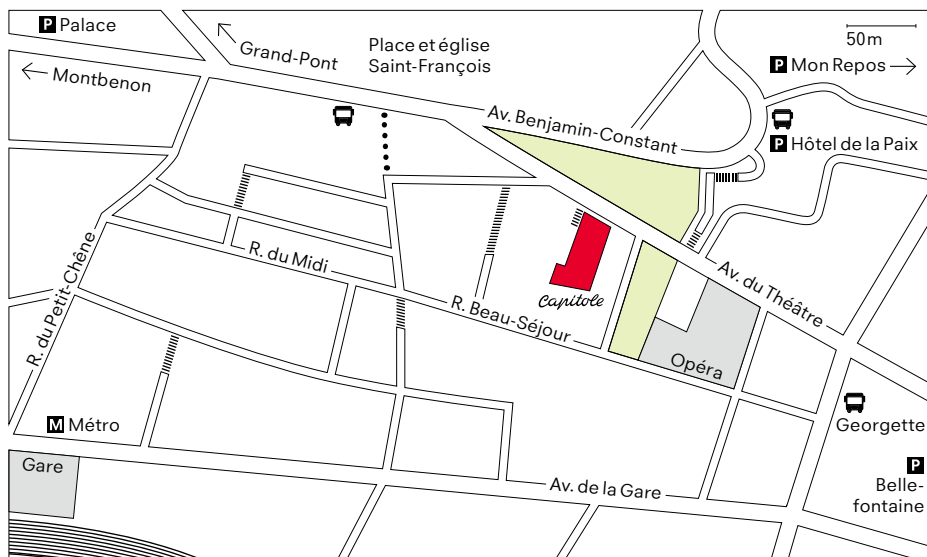 P Palace
Grand-Pont
Place et église
Saint-François
50m
P Mon Repos
Montbenon
Av. Benjamin-Constant
P Hôtel de la Paix
R. du Petit-Chêne
R. du Midi
Capitole
Av. du Théâtre
R. Beau-Séjour
Opéra
M Métro
Georgette
Gare
Av. de la Gare
P
Belle-
fontaine